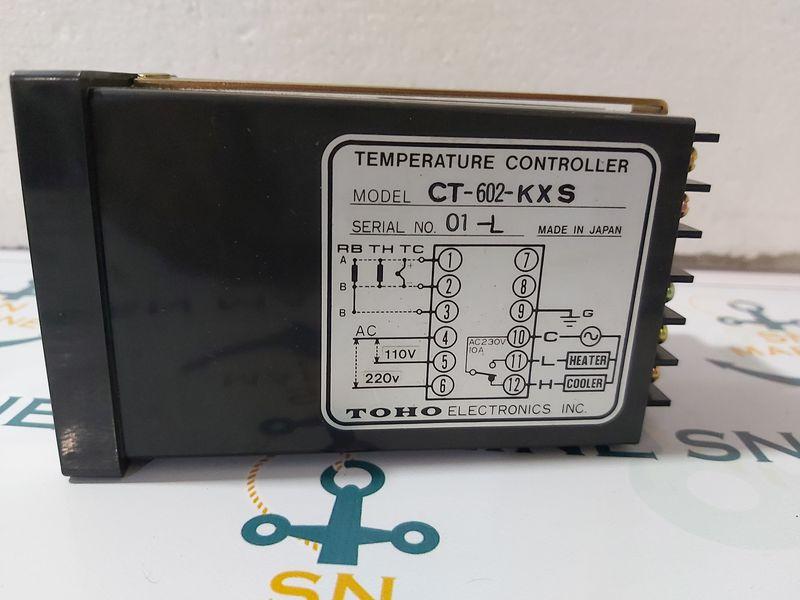 TEMPERATURE CONTROLLER
MODEL CT-602-KXS
SERIAL NO. 01-L MADE IN JAPAN
RB TH TC
A 1 7
+
B 2 8
B 3 9 G
AC 4 AC230V 10A 10 C
110V 5 11 L HEATER
220V 6 12 H COOLER
TOHO ELECTRONICS INC.
SN